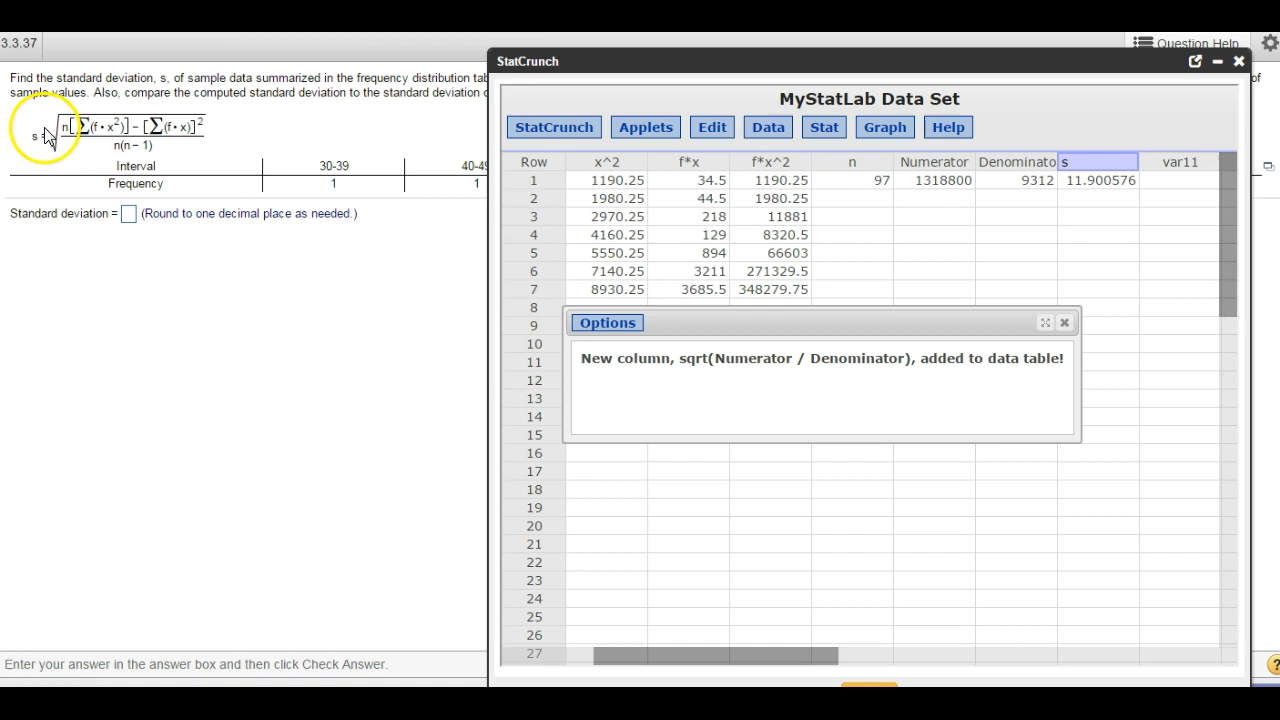 3.3.37
Question Help
Find the standard deviation, s, of sample data summarized in the frequency distribution
of
sample values. Also, compare the computed standard deviation to the standard deviation
s = √ n[∑(f • x²)] − [∑(f • x)]²
n(n − 1)
Interval 30-39 40-49
Frequency 1 1
Standard deviation = (Round to one decimal place as needed.)
Enter your answer in the answer box and then click Check Answer.
StatCrunch
MyStatLab Data Set
StatCrunch Applets Edit Data Stat Graph Help
Row x^2 f*x f*x^2 n Numerator Denominato s var11
1 1190.25 34.5 1190.25 97 1318800 9312 11.900576
2 1980.25 44.5 1980.25
3 2970.25 218 11881
4 4160.25 129 8320.5
5 5550.25 894 66603
6 7140.25 3211 271329.5
7 8930.25 3685.5 348279.75
8
9
10
11
12
13
14
15
16
17
18
19
20
21
22
23
24
25
26
27
Options
New column, sqrt(Numerator / Denominator), added to data table!
?